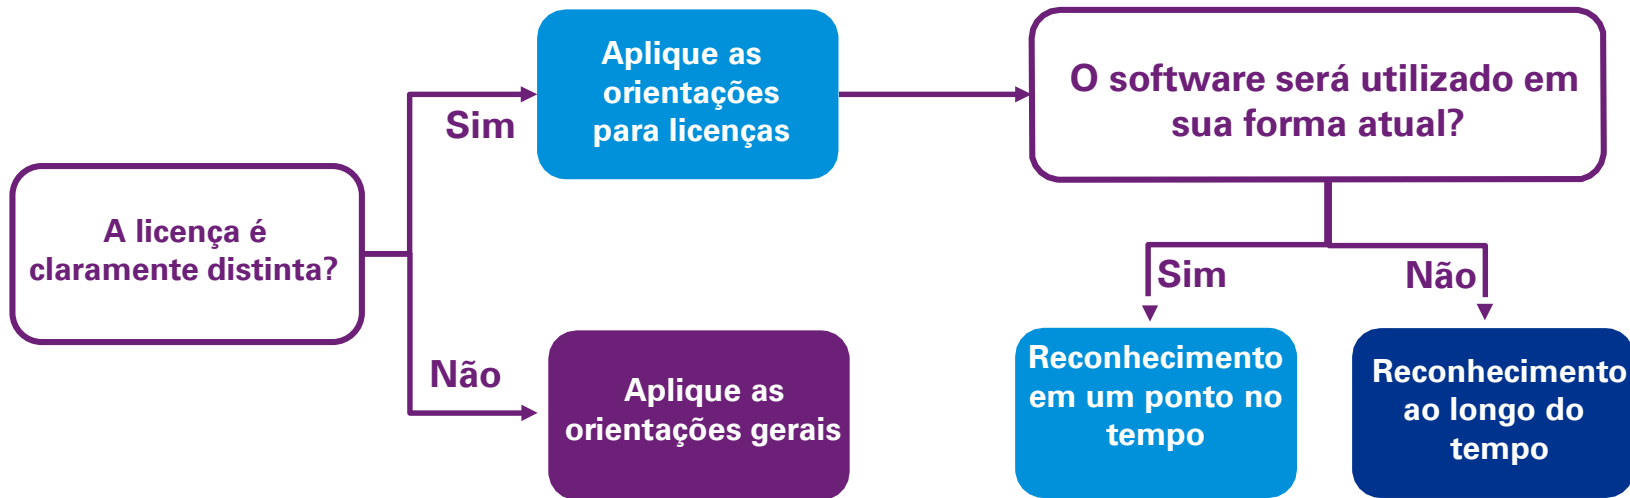 A licença é
claramente distinta?
Sim
Aplique as
orientações
para licenças
Não
Aplique as
orientações gerais
O software será utilizado em
sua forma atual?
Sim
Reconhecimento
em um ponto no
tempo
Não
Reconhecimento
ao longo do
tempo